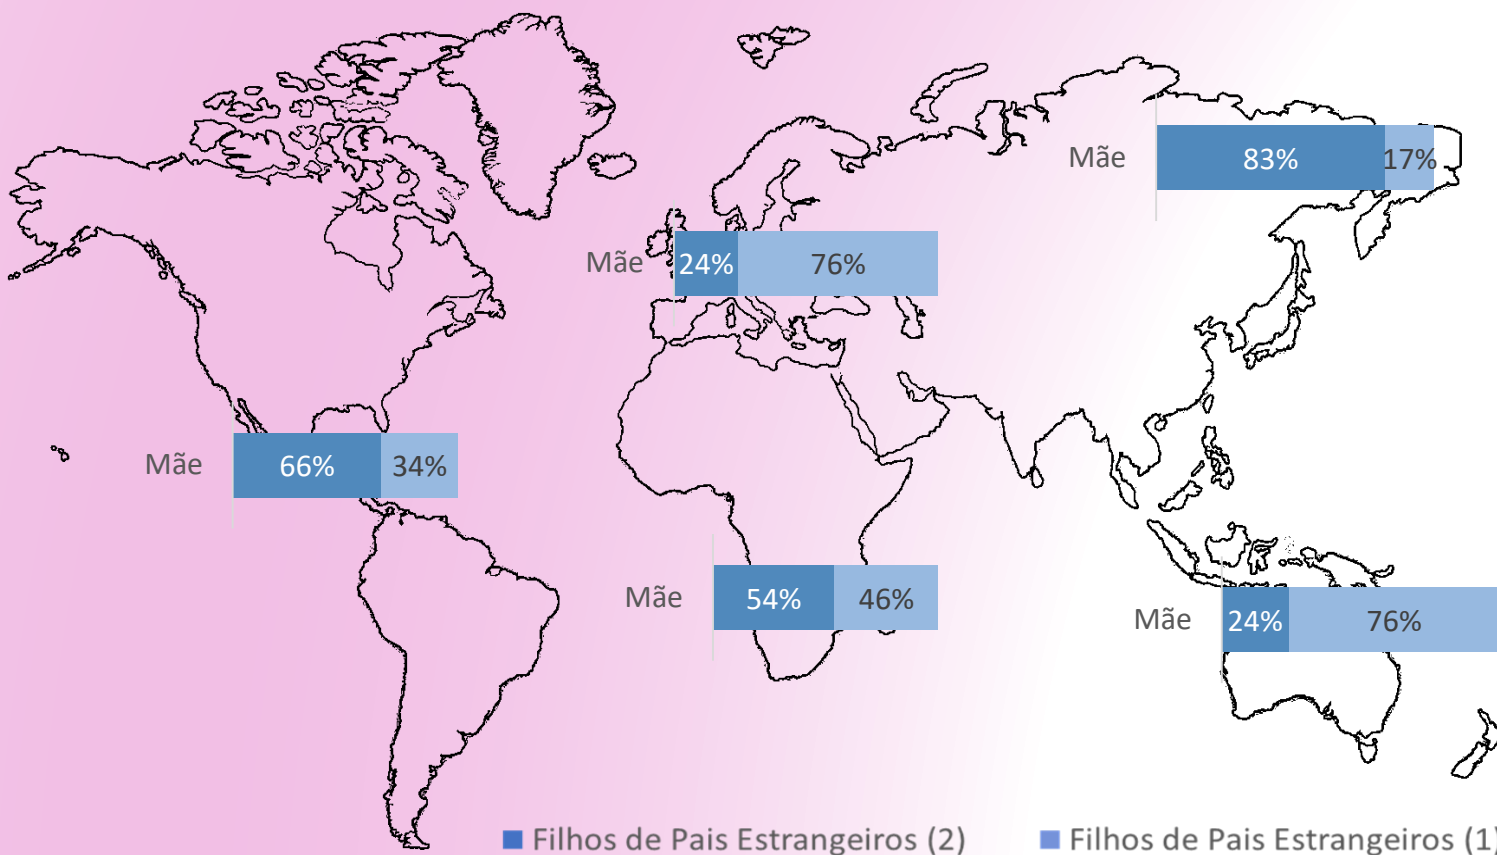 Mãe 83% 17%
Mãe 24% 76%
Mãe 66% 34%
Mãe 54% 46%
Mãe 24% 76%
Filhos de Pais Estrangeiros (2) Filhos de Pais Estrangeiros (1)